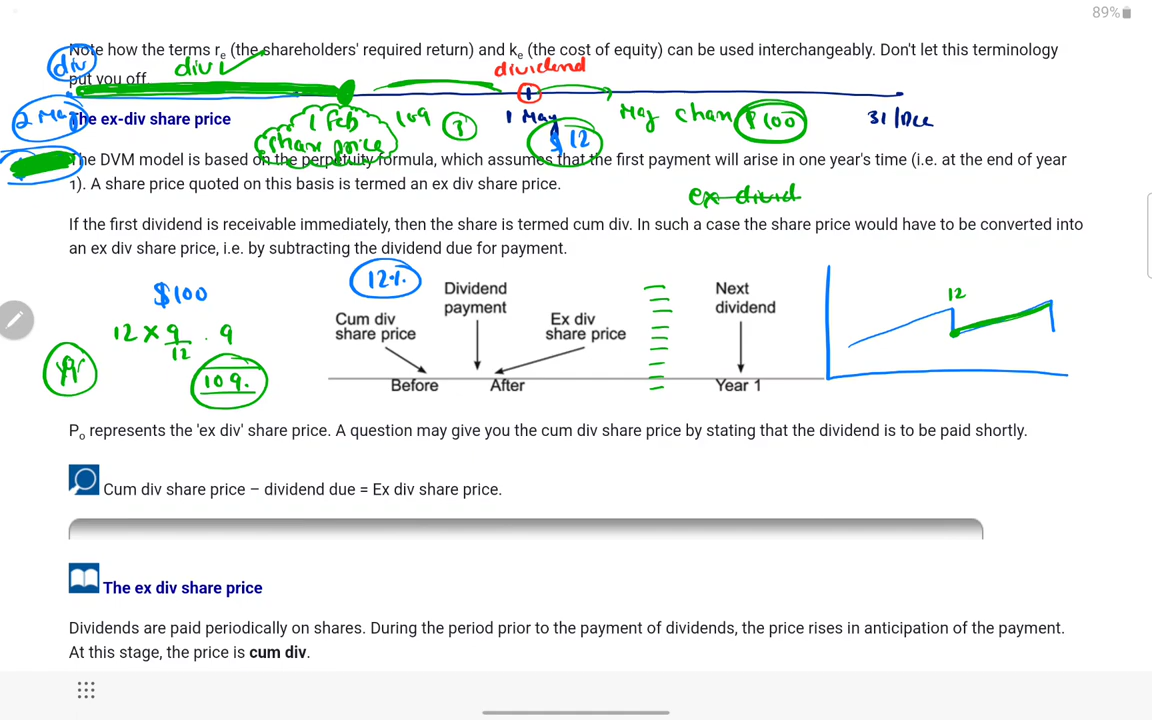 89%
Note how the terms re (the shareholders' required return) and ke (the cost of equity) can be used interchangeably. Don't let this terminology
div
divi
dividend
put you off.
2 May
The ex-div share price
1 Feb
share price
109
1 May
$12
May chan
$100
31/Dec
The DVM model is based on the perpetuity formula, which assumes that the first payment will arise in one year's time (i.e. at the end of year
1). A share price quoted on this basis is termed an ex div share price.
ex-divid
If the first dividend is receivable immediately, then the share is termed cum div. In such a case the share price would have to be converted into
an ex div share price, i.e. by subtracting the dividend due for payment.
$100
12%
12 × 9/12 . 9
109.
Dividend
payment
Cum div
share price
Ex div
share price
Next
dividend
12
Before
After
Year 1
Po represents the 'ex div' share price. A question may give you the cum div share price by stating that the dividend is to be paid shortly.
Cum div share price – dividend due = Ex div share price.
The ex div share price
Dividends are paid periodically on shares. During the period prior to the payment of dividends, the price rises in anticipation of the payment.
At this stage, the price is cum div.